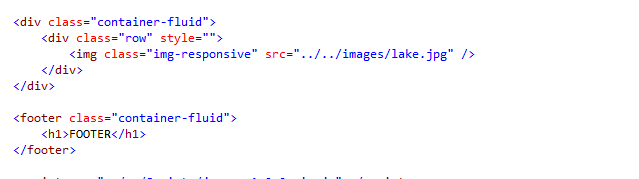 <div class="container-fluid">
    <div class="row" style="">
        <img class="img-responsive" src="../../images/lake.jpg" />
    </div>
</div>
<footer class="container-fluid">
    <h1>FOOTER</h1>
</footer>